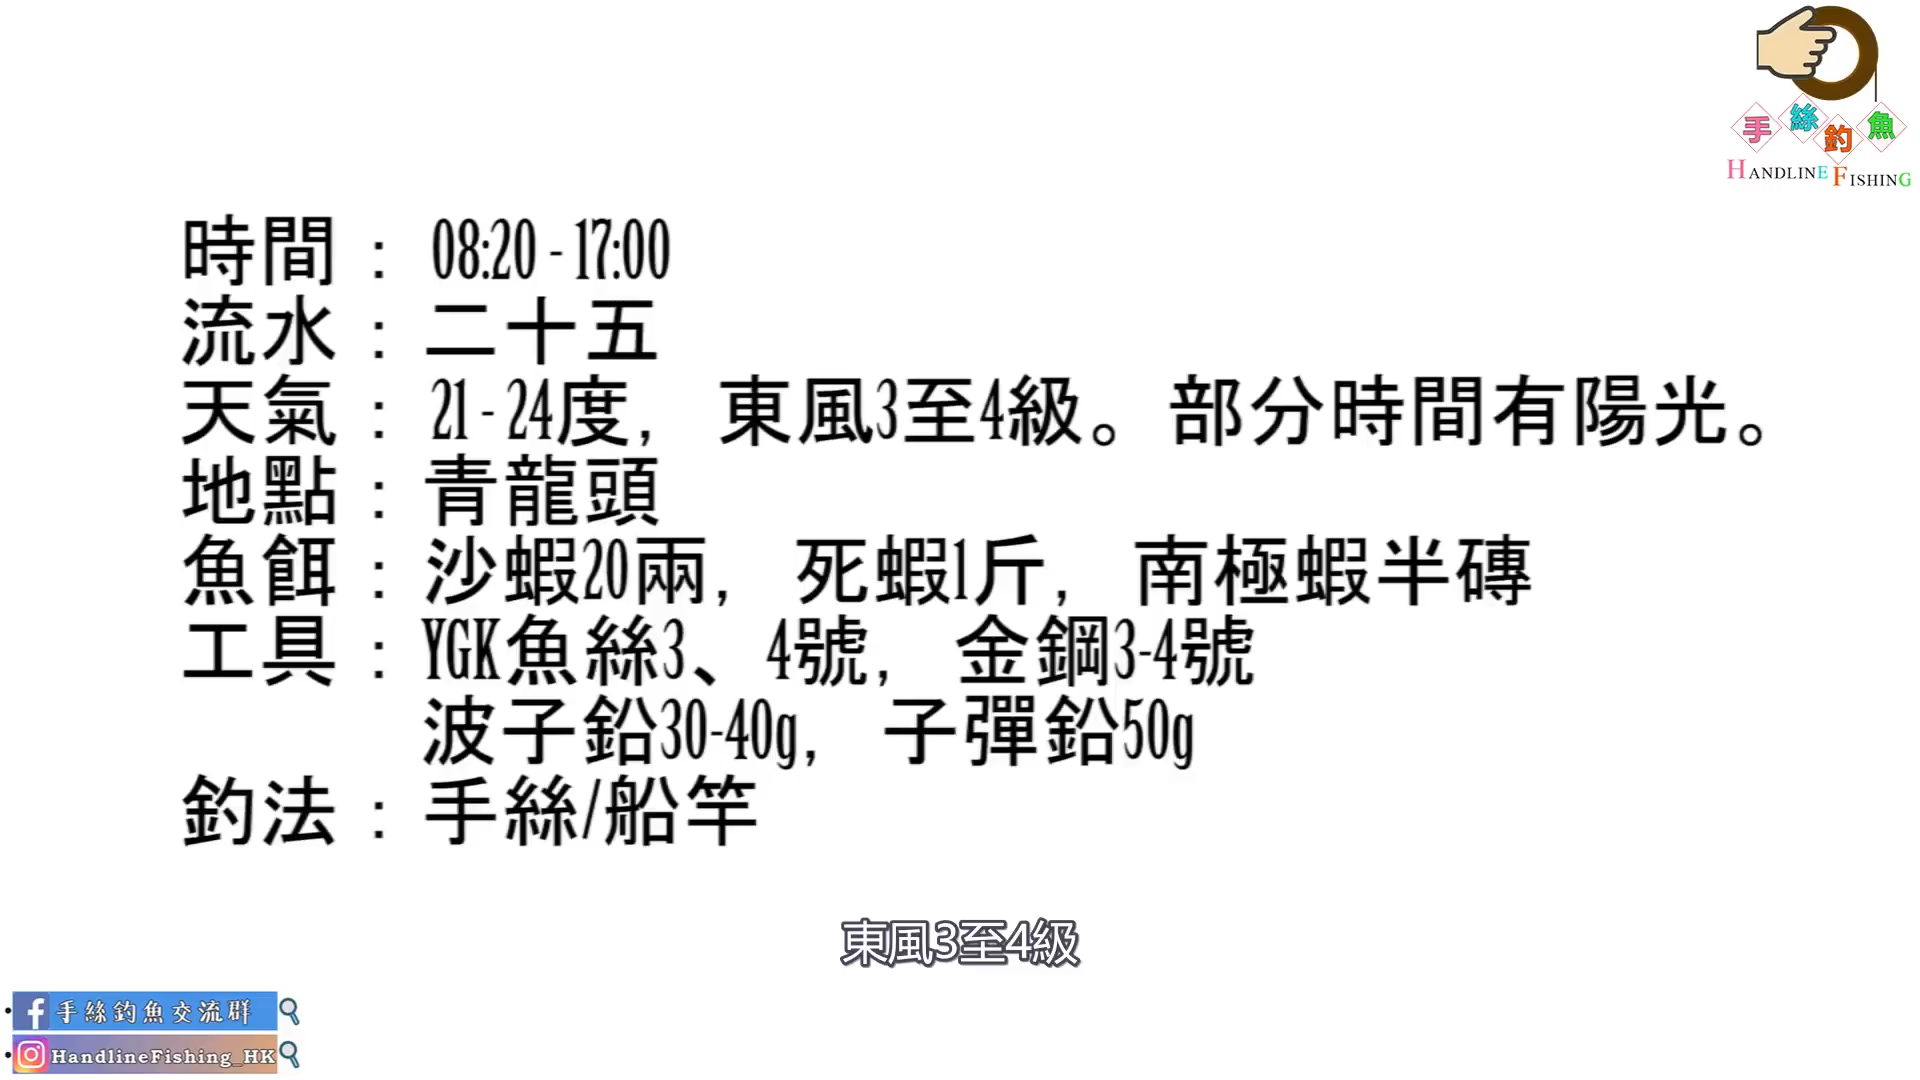 手絲釣魚
HANDLINE FISHING
時間：08:20 - 17:00
流水：二十五
天氣：21 - 24度，東風3至4級。部分時間有陽光。
地點：青龍頭
魚餌：沙蝦20兩，死蝦1斤，南極蝦半磚
工具：YGK魚絲3、4號，金鋼3-4號
波子鉛30-40g，子彈鉛50g
釣法：手絲/船竿
東風3至4級
手絲釣魚交流群
HandlineFishing_HK